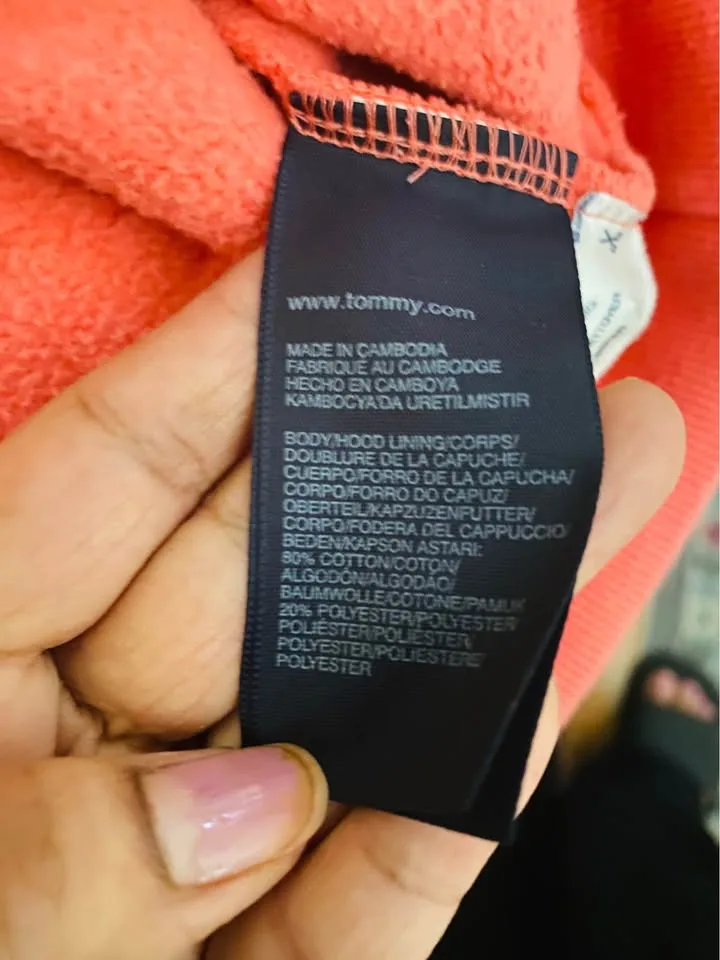 www.tommy.com
MADE IN CAMBODIA
FABRIQUÉ AU CAMBODGE
HECHO EN CAMBOYA
KAMBOCYA'DA URETILMISTIR
BODY/HOOD LINING/CORPS/
DOUBLURE DE LA CAPUCHE/
CUERPO/FORRO DE LA CAPUCHA/
CORPO/FORRO DO CAPUZ/
OBERTEIL/KAPZUZENFUTTER/
CORPO/FODERA DEL CAPPUCCIO/
BEDEN/KAPSON ASTARI:
80% COTTON/COTON/
ALGODÓN/ALGODÃO/
BAUMWOLLE/COTONE/PAMUK
20% POLYESTER/POLYESTER
POLIÉSTER/POLIÉSTER/
POLYESTER/POLIESTERE/
POLYESTER